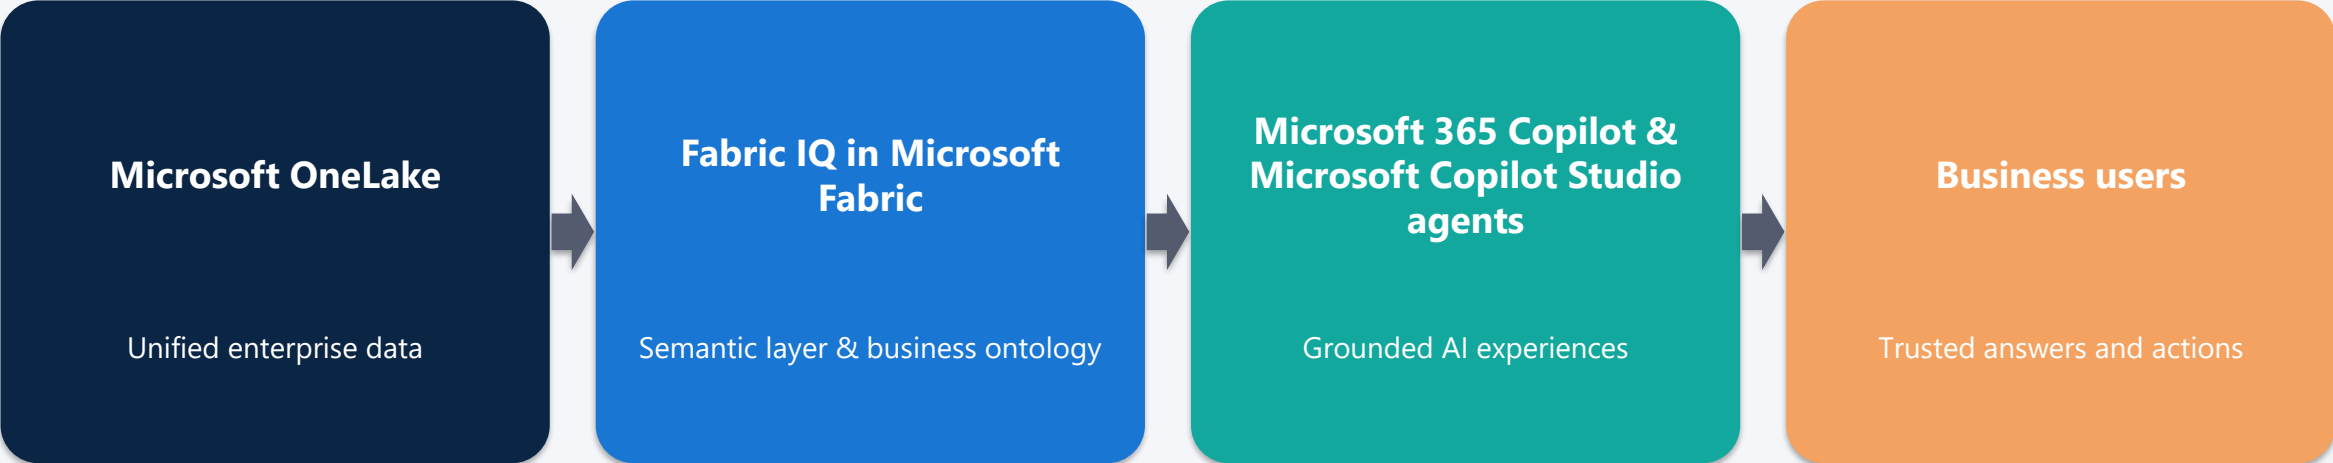 Microsoft OneLake
Unified enterprise data
Fabric IQ in Microsoft
Fabric
Semantic layer & business ontology
Microsoft 365 Copilot &
Microsoft Copilot Studio
agents
Grounded AI experiences
Business users
Trusted answers and actions